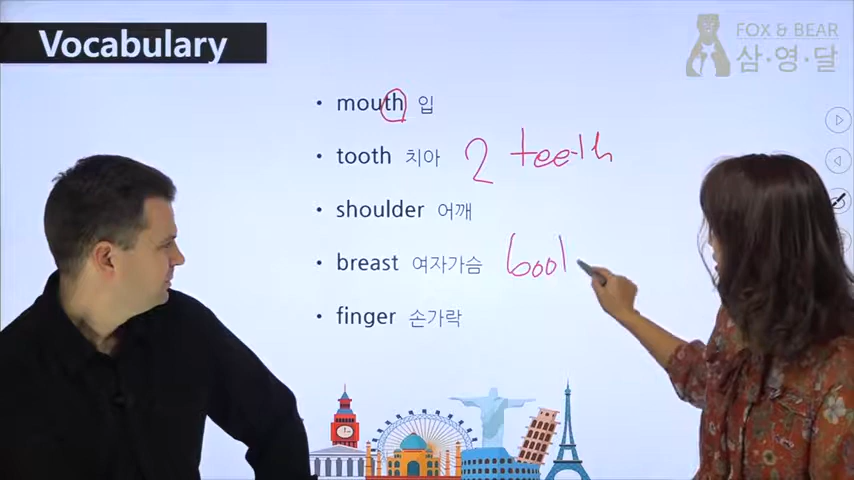 Vocabulary
FOX & BEAR
삼·영·달
• mouth 입
• tooth 치아 2 teeth
• shoulder 어깨
• breast 여자가슴 bool
• finger 손가락